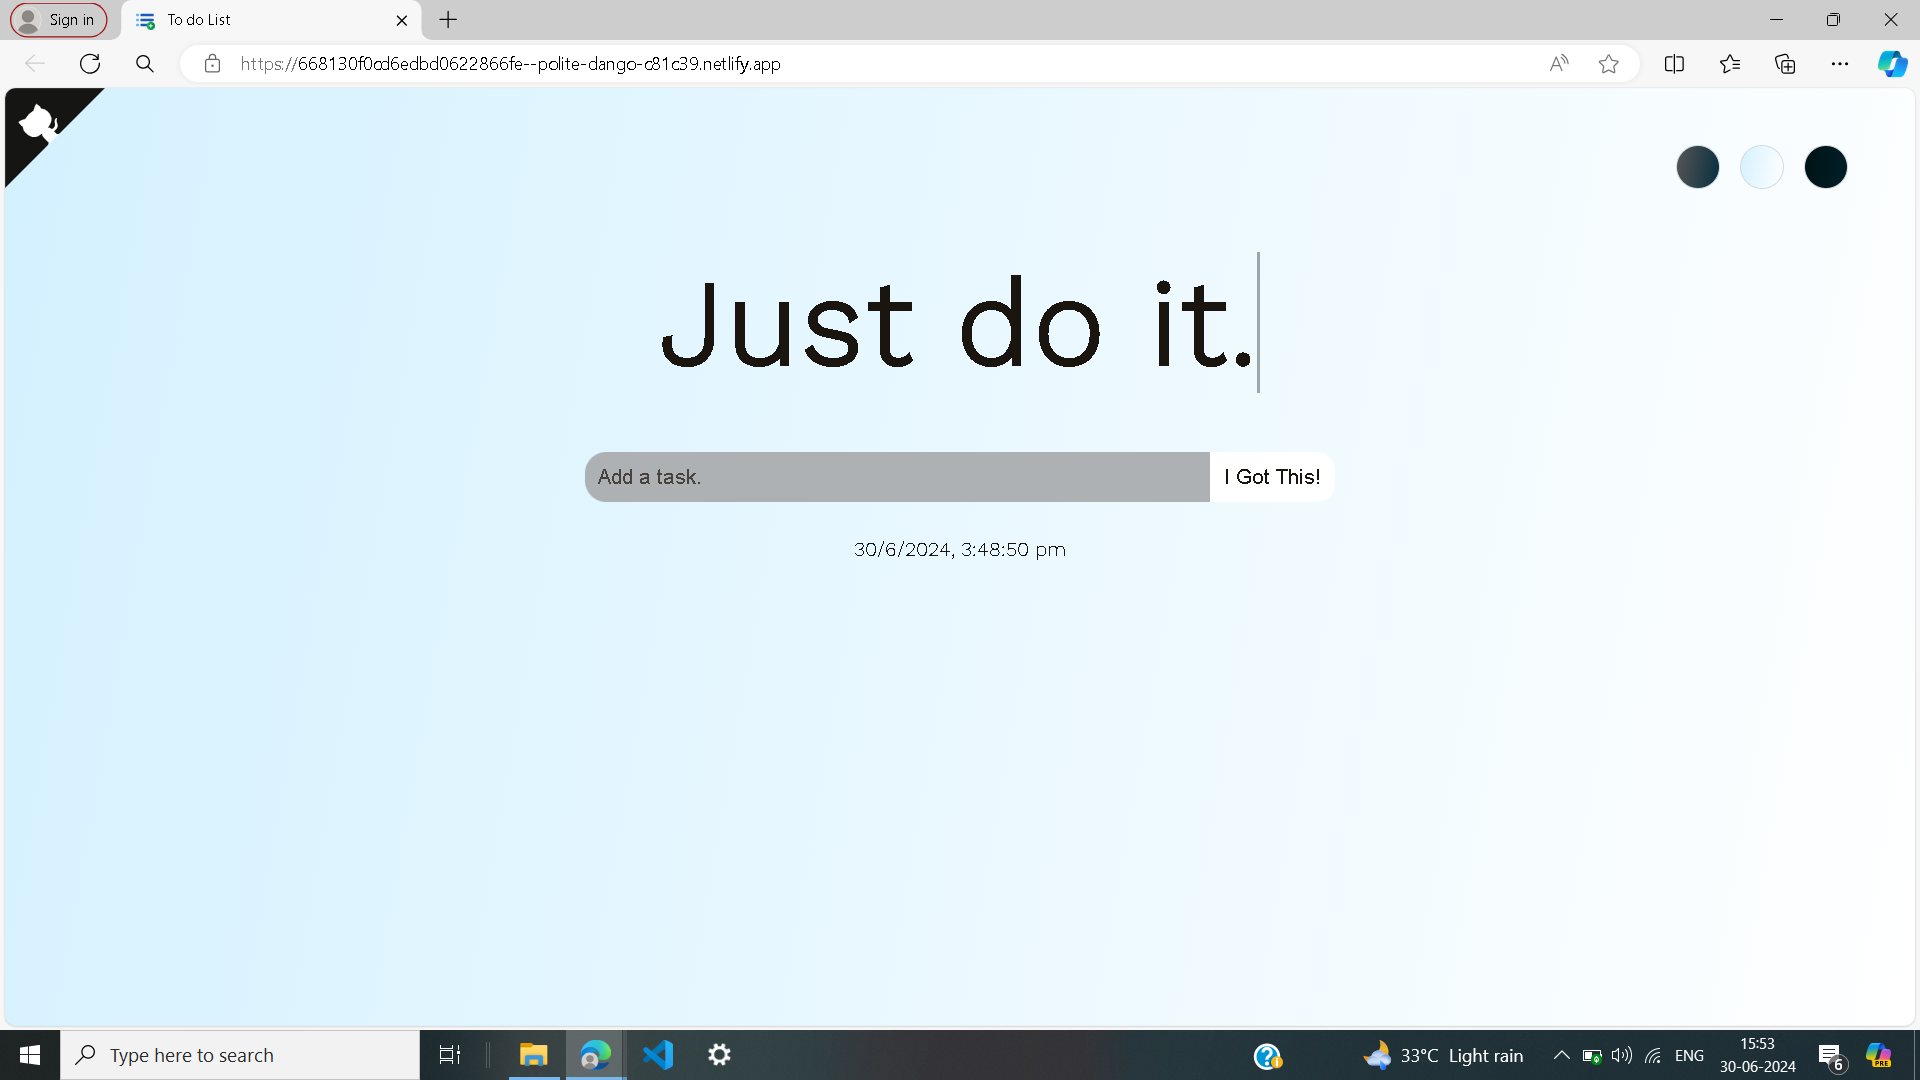 Sign in
To do List
https://668130f0cd6edbd0622866fe--polite-dango-c81c39.netlify.app
Just do it.
Add a task.
I Got This!
30/6/2024, 3:48:50 pm
Type here to search
33°C Light rain
ENG
15:53
30-06-2024
6
PRE